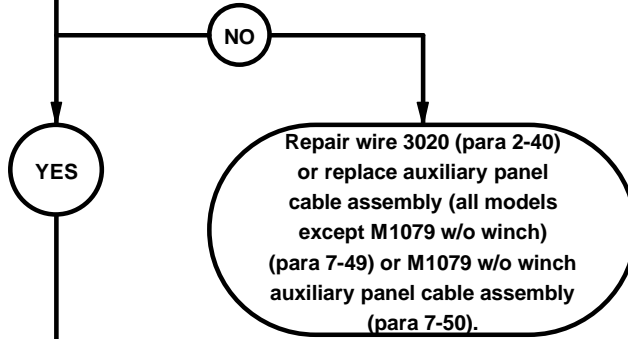 NO
YES
Repair wire 3020 (para 2-40)
or replace auxiliary panel
cable assembly (all models
except M1079 w/o winch)
(para 7-49) or M1079 w/o winch
auxiliary panel cable assembly
(para 7-50).